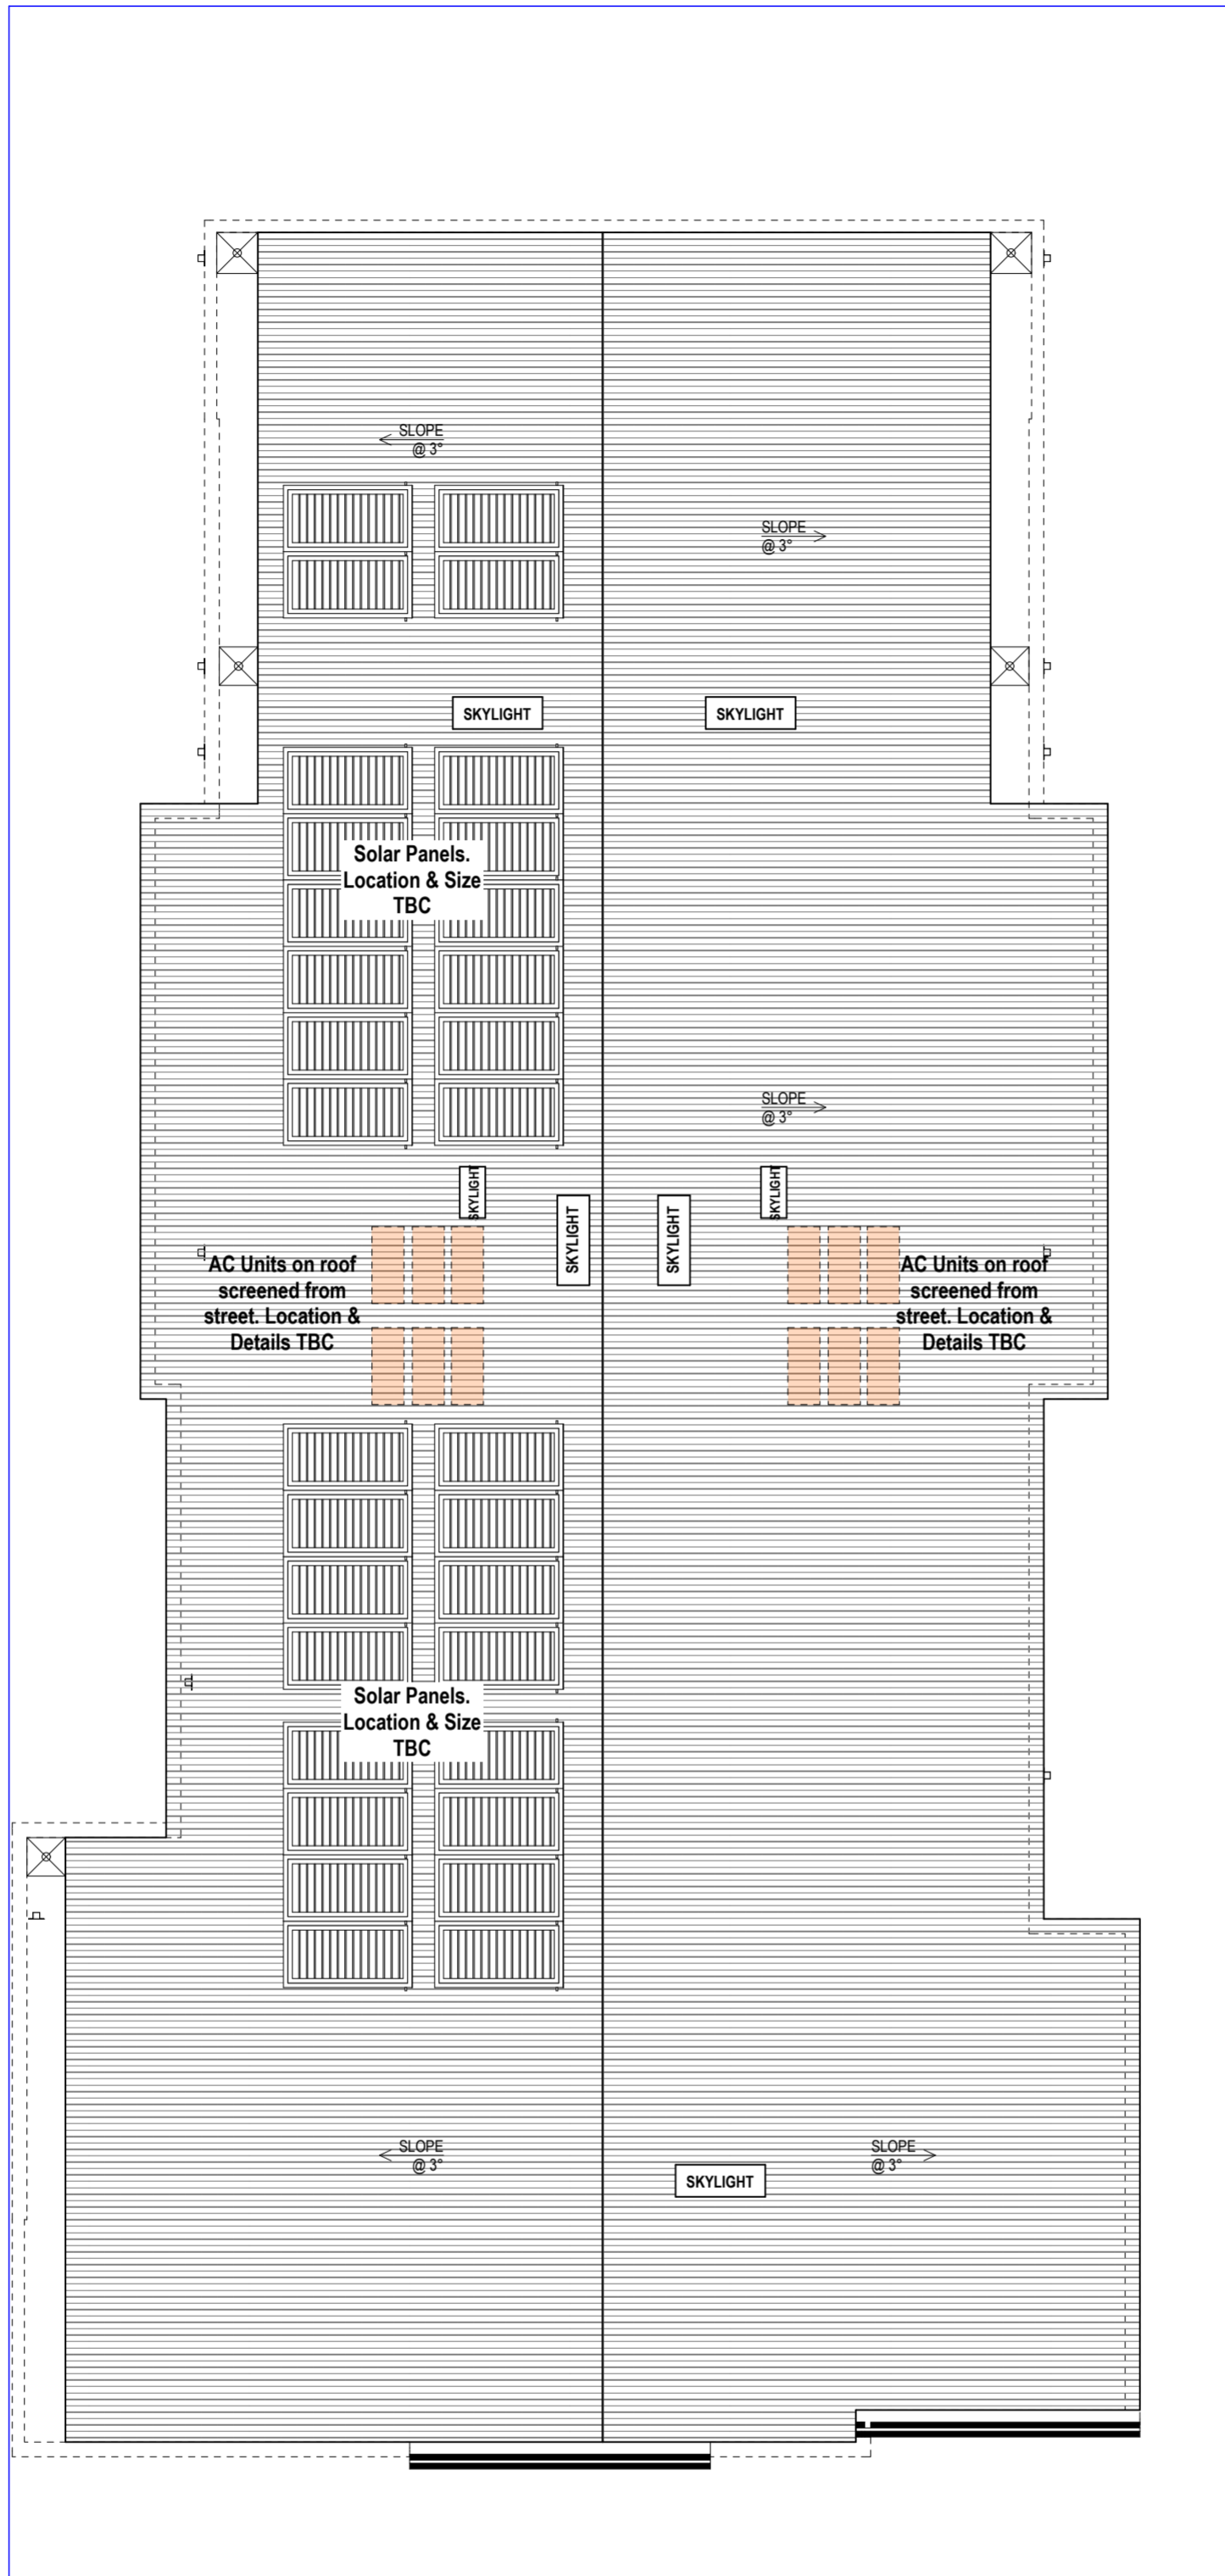 SLOPE
@ 3°
SLOPE
@ 3°
SKYLIGHT
SKYLIGHT
Solar Panels.
Location & Size
TBC
SLOPE
@ 3°
SKYLIGHT
SKYLIGHT
SKYLIGHT
SKYLIGHT
AC Units on roof
screened from
street. Location &
Details TBC
AC Units on roof
screened from
street. Location &
Details TBC
Solar Panels.
Location & Size
TBC
SLOPE
@ 3°
SLOPE
@ 3°
SKYLIGHT